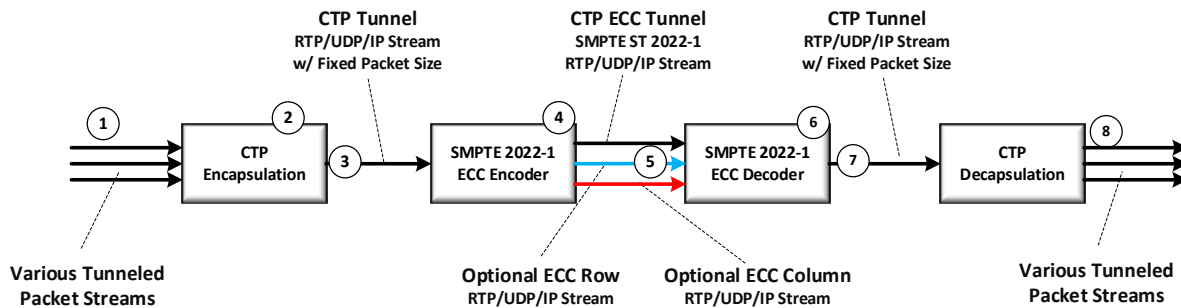 CTP Tunnel
RTP/UDP/IP Stream
w/ Fixed Packet Size
CTP ECC Tunnel
SMPTE ST 2022-1
RTP/UDP/IP Stream
CTP Tunnel
RTP/UDP/IP Stream
w/ Fixed Packet Size
1
2
CTP
Encapsulation
3
4
SMPTE 2022-1
ECC Encoder
5
6
SMPTE 2022-1
ECC Decoder
7
CTP
Decapsulation
8
Various Tunneled
Packet Streams
Optional ECC Row
RTP/UDP/IP Stream
Optional ECC Column
RTP/UDP/IP Stream
Various Tunneled
Packet Streams